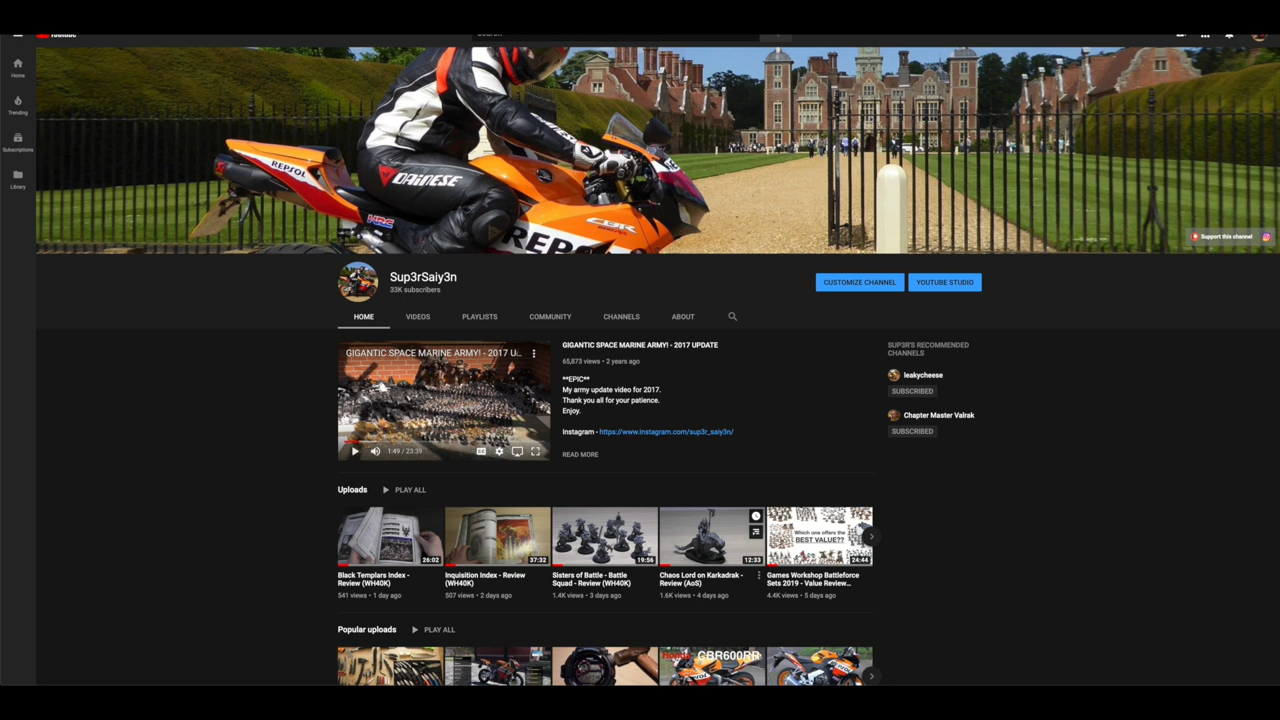 Home
Trending
Subscriptions
Library
REPSOL
DAINESE
HRC
CBR
REPS
Support this channel
Sup3rSaiy3n
33K subscribers
CUSTOMIZE CHANNEL
YOUTUBE STUDIO
HOME
VIDEOS
PLAYLISTS
COMMUNITY
CHANNELS
ABOUT
GIGANTIC SPACE MARINE ARMY! - 2017 U...
1:49 / 23:39
GIGANTIC SPACE MARINE ARMY! - 2017 UPDATE
65,873 views • 2 years ago
**EPIC**
My army update video for 2017.
Thank you all for your patience.
Enjoy.
Instagram - https://www.instagram.com/sup3r_saiy3n/
READ MORE
SUP3R'S RECOMMENDED
CHANNELS
leakycheese
SUBSCRIBED
Chapter Master Valrak
SUBSCRIBED
Uploads
PLAY ALL
26:02
Black Templars Index -
Review (WH40K)
541 views • 1 day ago
37:32
Inquisition Index - Review
(WH40K)
507 views • 2 days ago
19:56
Sisters of Battle - Battle
Squad - Review (WH40K)
1.4K views • 3 days ago
12:33
Chaos Lord on Karkadrak -
Review (AoS)
1.6K views • 4 days ago
Which one offers the
BEST VALUE??
24:44
Games Workshop Battleforce
Sets 2019 - Value Review...
4.4K views • 5 days ago
Popular uploads
PLAY ALL
Honda CBR600RR